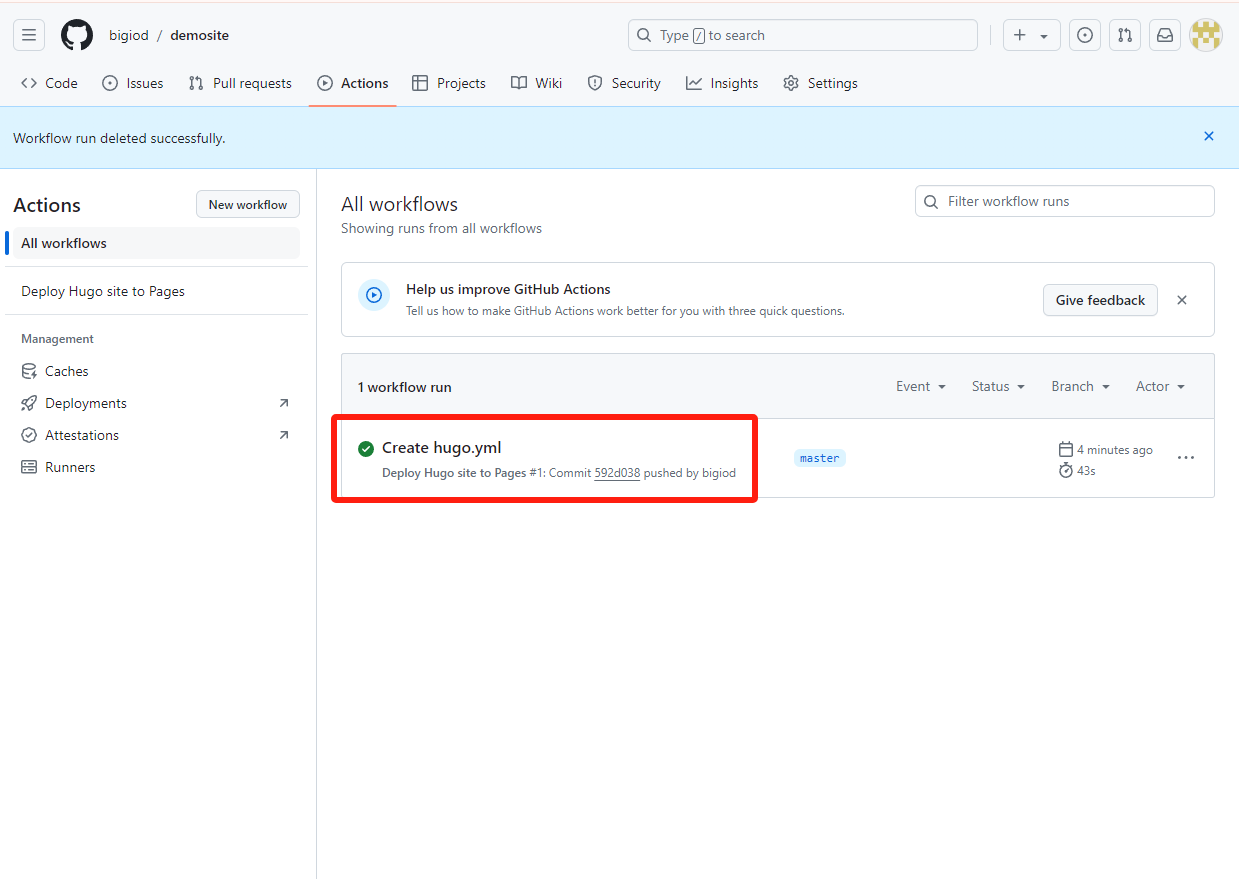 bigiod / demosite
Type / to search
Code Issues Pull requests Actions Projects Wiki Security Insights Settings
Workflow run deleted successfully.
Actions
New workflow
All workflows
Deploy Hugo site to Pages
Management
Caches
Deployments
Attestations
Runners
All workflows
Showing runs from all workflows
Filter workflow runs
Help us improve GitHub Actions
Tell us how to make GitHub Actions work better for you with three quick questions.
Give feedback
1 workflow run
Event Status Branch Actor
Create hugo.yml
Deploy Hugo site to Pages #1: Commit 592d038 pushed by bigiod
master
4 minutes ago
43s